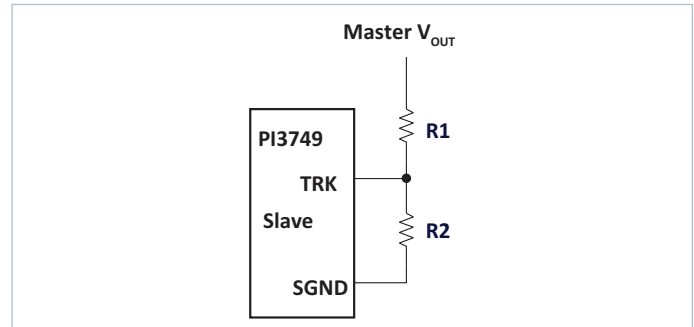 Master VOUT
R1
PI3749
TRK
Slave
R2
SGND